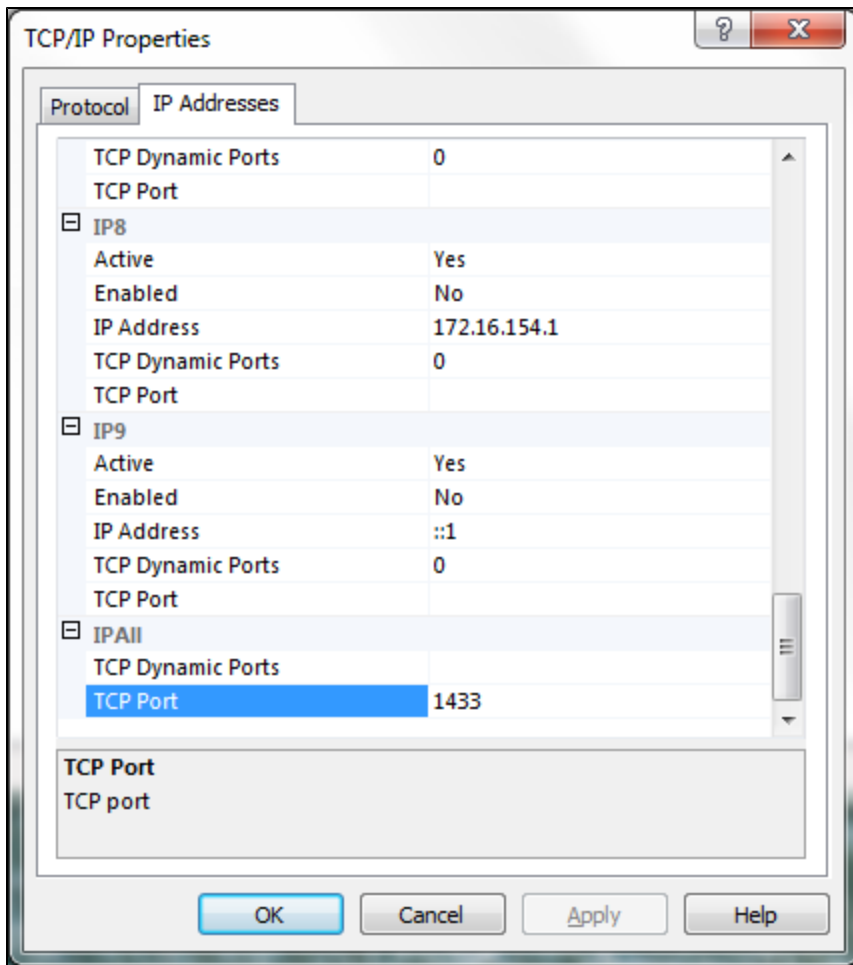 TCP/IP Properties
Protocol IP Addresses
TCP Dynamic Ports 0
TCP Port
IP8
Active Yes
Enabled No
IP Address 172.16.154.1
TCP Dynamic Ports 0
TCP Port
IP9
Active Yes
Enabled No
IP Address ::1
TCP Dynamic Ports 0
TCP Port
IPAll
TCP Dynamic Ports
TCP Port 1433
TCP Port
TCP port
OK Cancel Apply Help